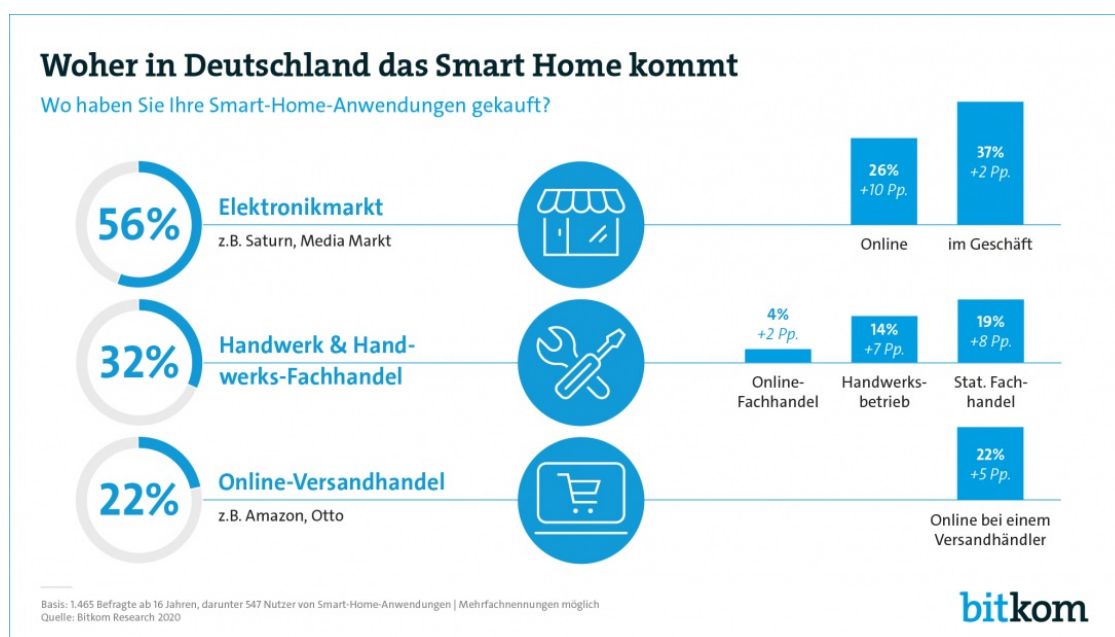 Woher in Deutschland das Smart Home kommt
Wo haben Sie Ihre Smart-Home-Anwendungen gekauft?
56%
Elektronikmarkt
z.B. Saturn, Media Markt
26%
+10 Pp.
Online
37%
+2 Pp.
im Geschäft
32%
Handwerk & Hand-
werks-Fachhandel
4%
+2 Pp.
Online-
Fachhandel
14%
+7 Pp.
Handwerks-
betrieb
19%
+8 Pp.
Stat. Fach-
handel
22%
Online-Versandhandel
z.B. Amazon, Otto
22%
+5 Pp.
Online bei einem
Versandhändler
Basis: 1.465 Befragte ab 16 Jahren, darunter 547 Nutzer von Smart-Home-Anwendungen | Mehrfachnennungen möglich
Quelle: Bitkom Research 2020
bitkom